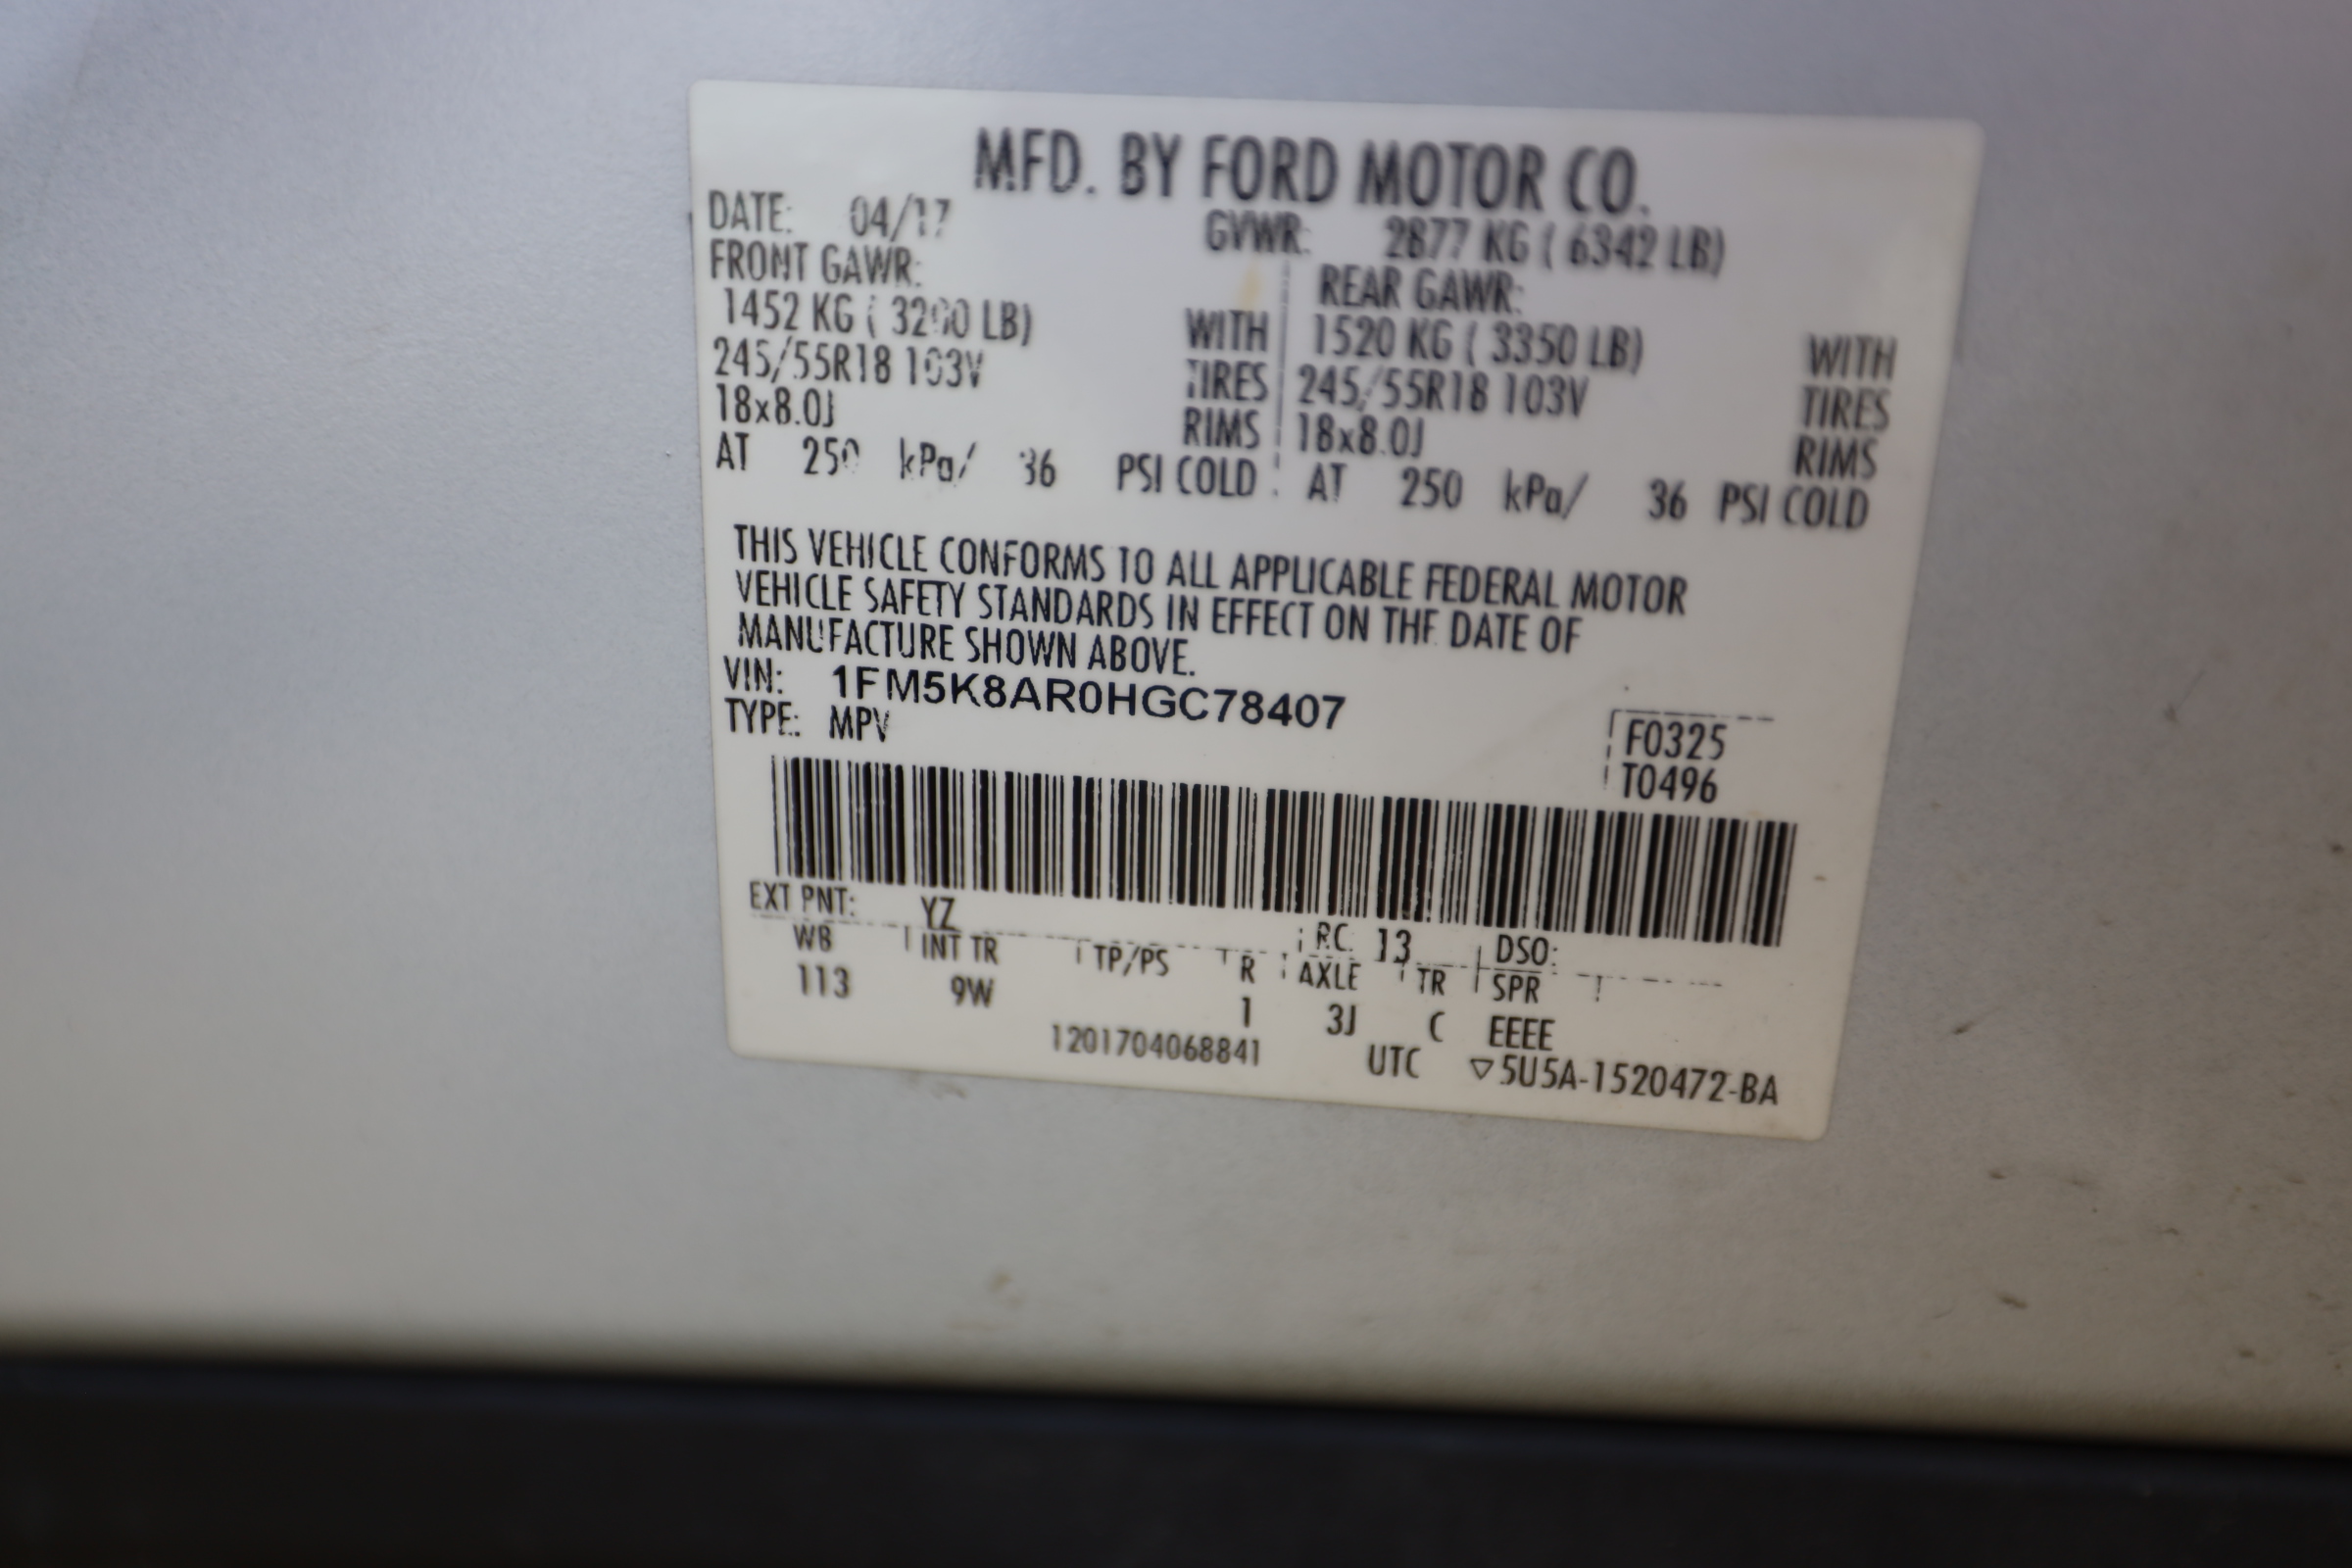 MFD. BY FORD MOTOR CO.
DATE: 04/17 GVWR: 2877 KG ( 6342 LB)
FRONT GAWR: REAR GAWR:
1452 KG ( 3200 LB) WITH 1520 KG ( 3350 LB) WITH
245/55R18 103V TIRES 245/55R18 103V TIRES
18x8.0J RIMS 18x8.0J RIMS
AT 250 kPa/ 36 PSI COLD AT 250 kPa/ 36 PSI COLD
THIS VEHICLE CONFORMS TO ALL APPLICABLE FEDERAL MOTOR
VEHICLE SAFETY STANDARDS IN EFFECT ON THE DATE OF
MANUFACTURE SHOWN ABOVE.
VIN: 1FM5K8AR0HGC78407
TYPE: MPV
F0325
T0496
EXT PNT: YZ RC: 13 DSO:
WB INT TR TP/PS R AXLE TR SPR
113 9W 1 3J C EEEE
1201704068841 UTC ▽5U5A-1520472-BA